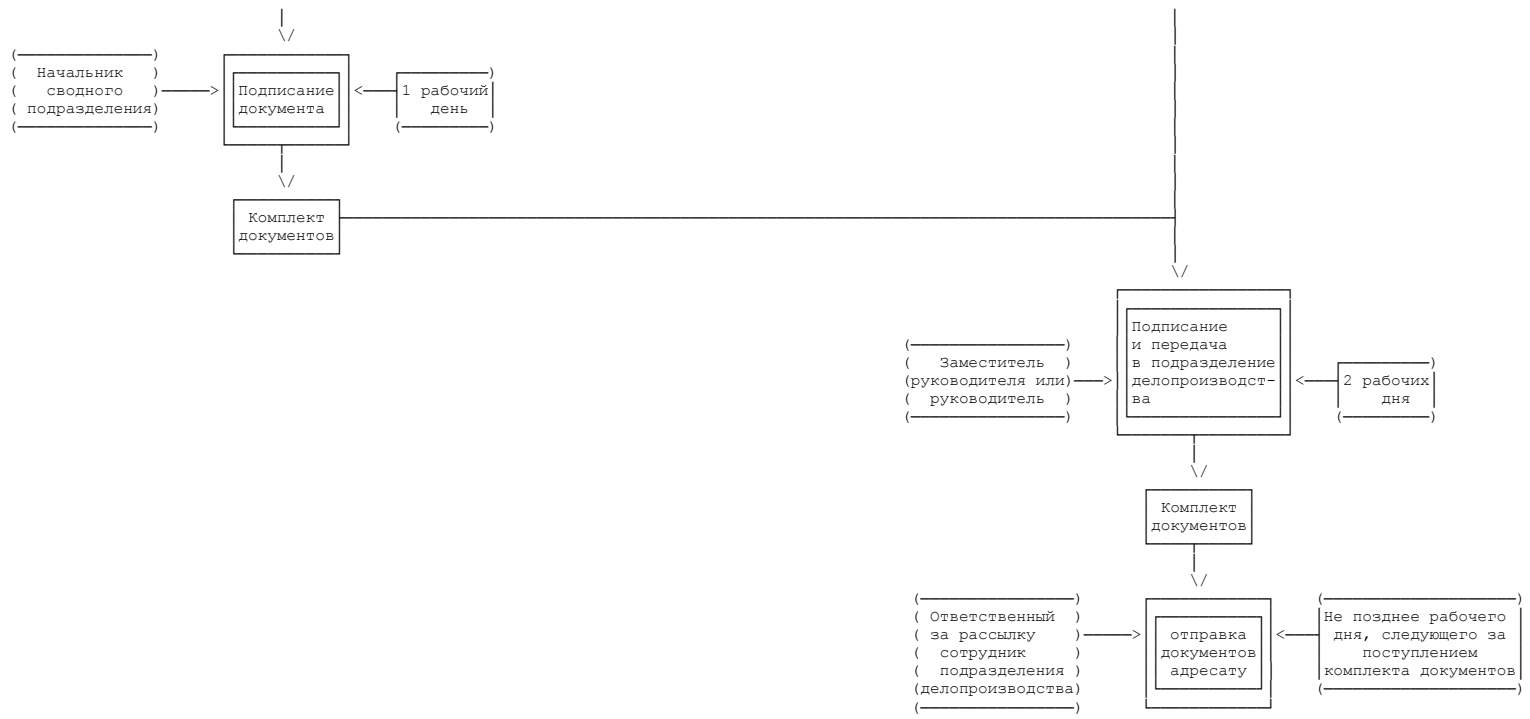 Начальник
сводного
подразделения
Подписание
документа
1 рабочий
день
Комплект
документов
Заместитель
руководителя или
руководитель
Подписание
и передача
в подразделение
делопроизводст-
ва
2 рабочих
дня
Комплект
документов
Ответственный
за рассылку
сотрудник
подразделения
делопроизводства
отправка
документов
адресату
Не позднее рабочего
дня, следующего за
поступлением
комплекта документов